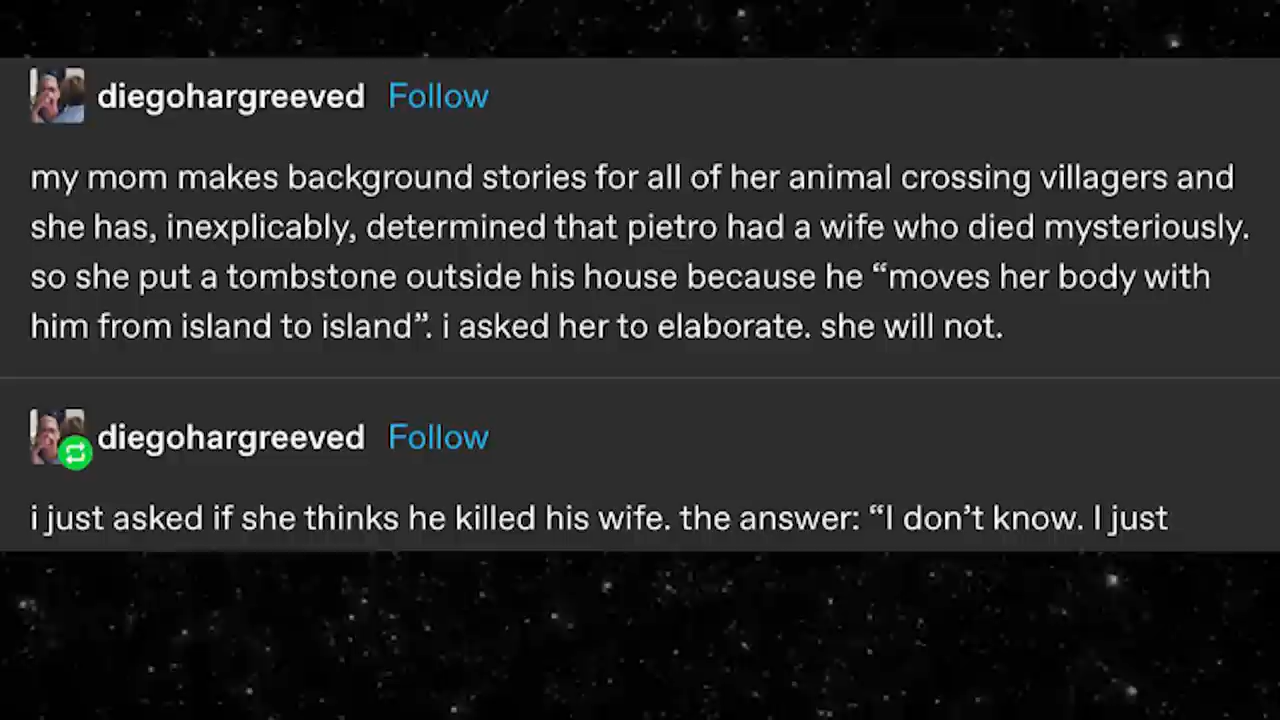 diegohargreeved Follow
my mom makes background stories for all of her animal crossing villagers and
she has, inexplicably, determined that pietro had a wife who died mysteriously.
so she put a tombstone outside his house because he “moves her body with
him from island to island”. i asked her to elaborate. she will not.
diegohargreeved Follow
i just asked if she thinks he killed his wife. the answer: “I don’t know. I just